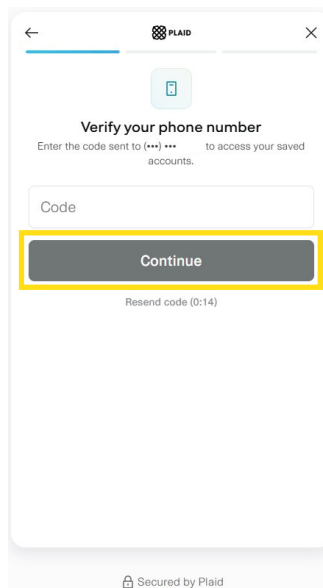 PLAID
Verify your phone number
Enter the code sent to (•••) ••• to access your saved
accounts.
Code
Continue
Resend code (0:14)
Secured by Plaid